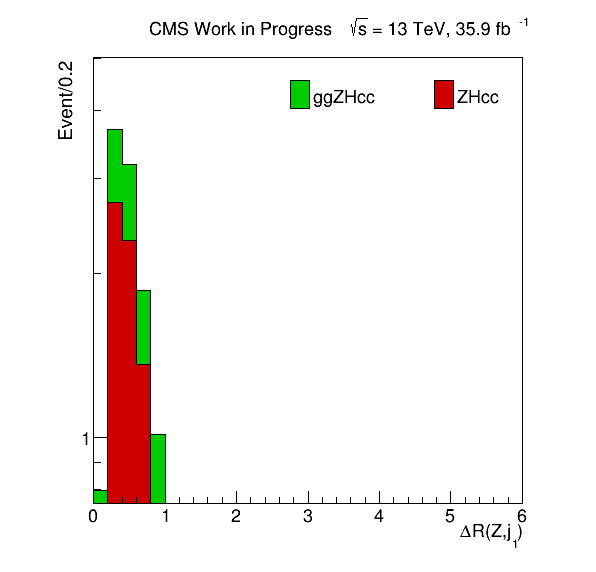 CMS Work in Progress √s = 13 TeV, 35.9 fb⁻¹
Event/0.2
ggZHcc ZHcc
1
0 1 2 3 4 5 6
ΔR(Z,j₁)